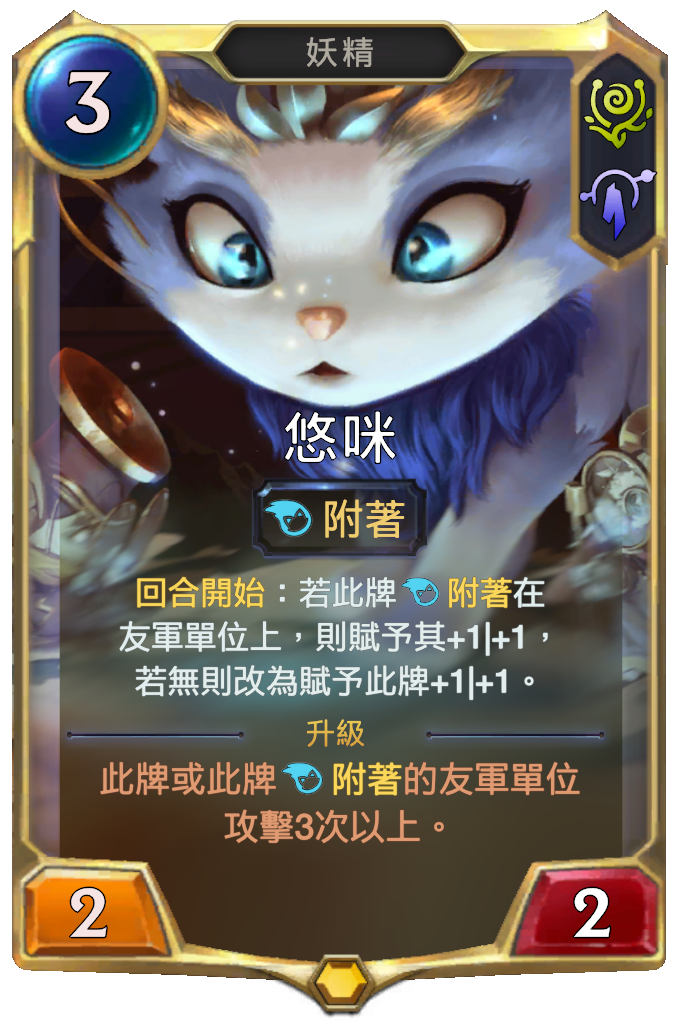 妖精
3
悠咪
附著
回合開始：若此牌 附著在
友軍單位上，則賦予其+1|+1，
若無則改為賦予此牌+1|+1。
升級
此牌或此牌 附著的友軍單位
攻擊3次以上。
2
2